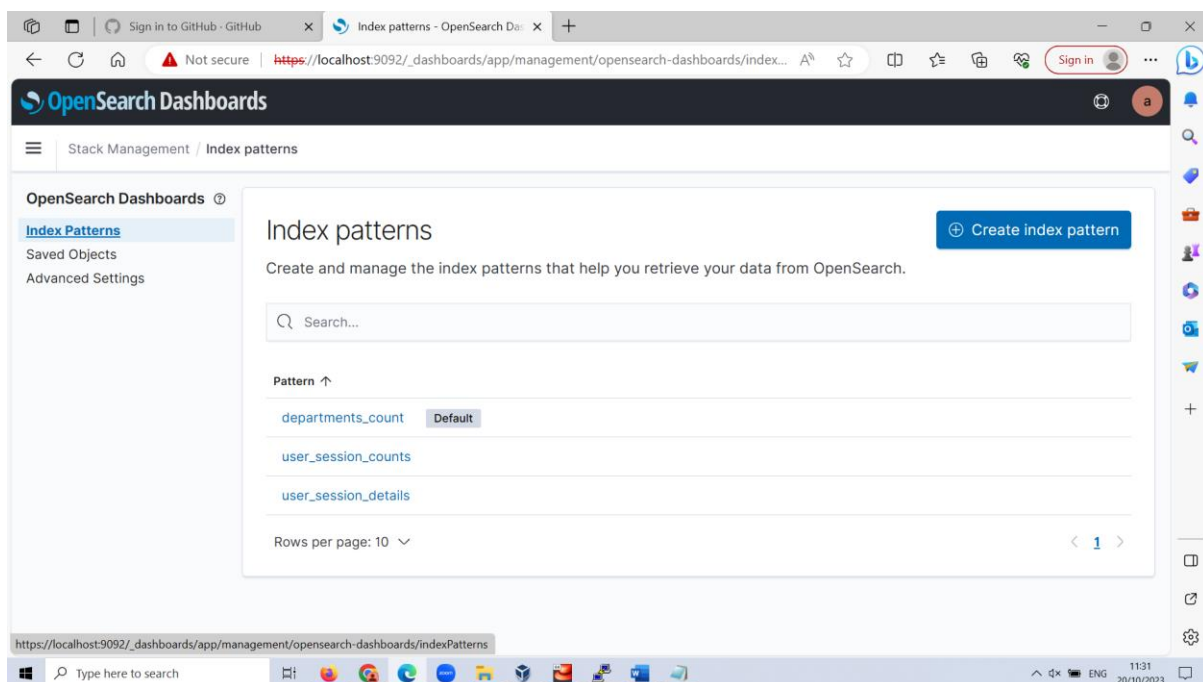 Sign in to GitHub · GitHub
Index patterns - OpenSearch Das
Not secure
https://localhost:9092/_dashboards/app/management/opensearch-dashboards/index...
Sign in
OpenSearch Dashboards
a
Stack Management / Index patterns
OpenSearch Dashboards
Index Patterns
Saved Objects
Advanced Settings
Index patterns
Create index pattern
Create and manage the index patterns that help you retrieve your data from OpenSearch.
Search...
Pattern
departments_count Default
user_session_counts
user_session_details
Rows per page: 10
1
https://localhost:9092/_dashboards/app/management/opensearch-dashboards/indexPatterns
Type here to search
ENG
11:31
20/10/2023